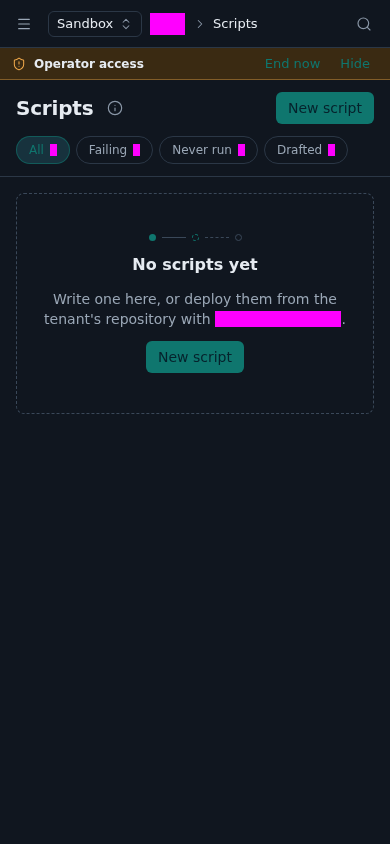 Sandbox
Scripts
Operator access
End now
Hide
Scripts
New script
All
Failing
Never run
Drafted
No scripts yet
Write one here, or deploy them from the
tenant's repository with
.
New script